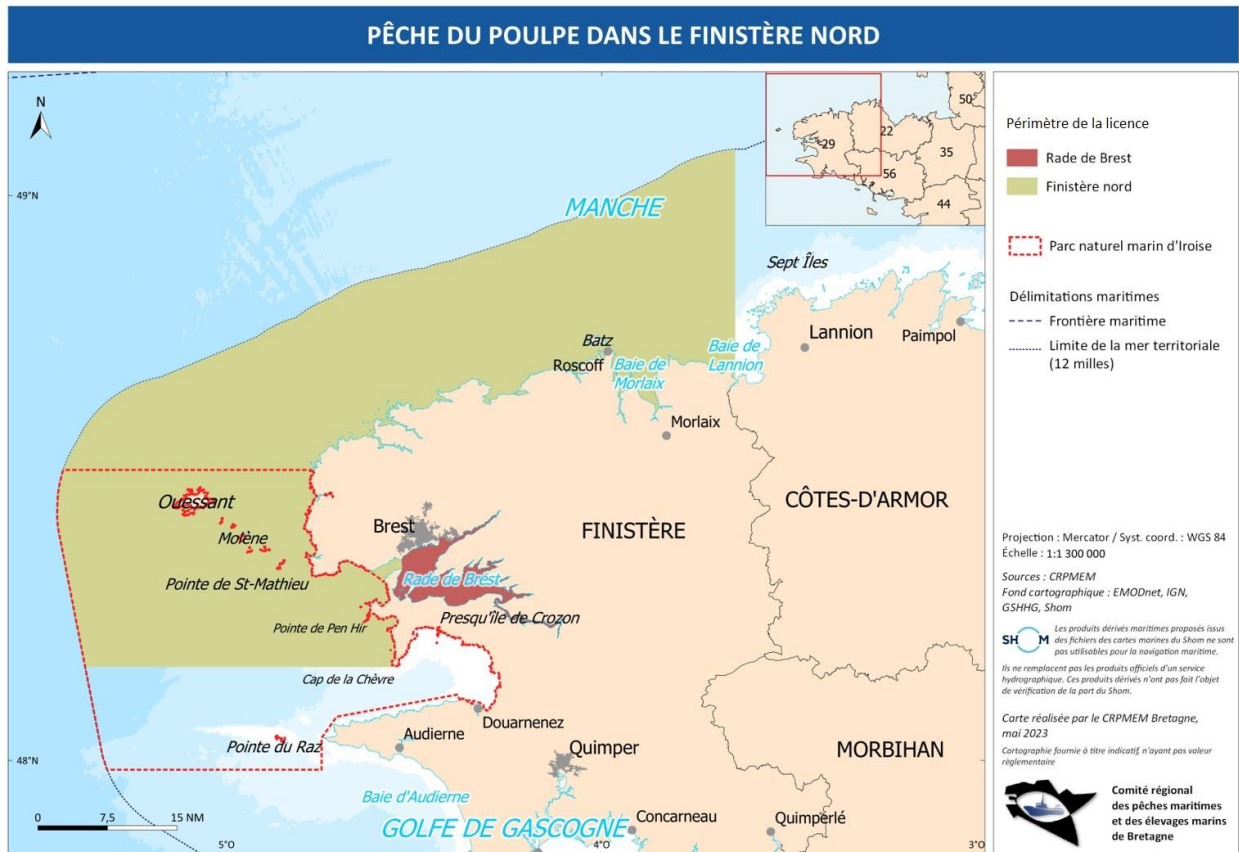 PÊCHE DU POULPE DANS LE FINISTÈRE NORD
N
49°N
48°N
5°O
4°O
3°O
MANCHE
Sept Îles
Lannion
Paimpol
Baie de
Lannion
Batz
Roscoff
Baie de
Morlaix
Morlaix
CÔTES-D'ARMOR
FINISTÈRE
Ouessant
Molène
Brest
Rade de Brest
Pointe de St-Mathieu
Presqu'île de Crozon
Pointe de Pen Hir
Cap de la Chèvre
Douarnenez
Pointe du Raz
Audierne
Quimper
MORBIHAN
Baie d'Audierne
GOLFE DE GASCOGNE
Concarneau
Quimperlé
0 7,5 15 NM
50
22
29
35
56
44
Périmètre de la licence
Rade de Brest
Finistère nord
Parc naturel marin d'Iroise
Délimitations maritimes
Frontière maritime
Limite de la mer territoriale
(12 milles)
Projection : Mercator / Syst. coord. : WGS 84
Échelle : 1:1 300 000
Sources : CRPMEM
Fond cartographique : EMODnet, IGN,
GSHHG, Shom
SH M
Les produits dérivés maritimes proposés issus
des fichiers des cartes marines du Shom ne sont
pas utilisables pour la navigation maritime.
Ils ne remplacent pas les produits officiels d'un service
hydrographique. Ces produits dérivés n'ont pas fait l'objet
de vérification de la part du Shom.
Carte réalisée par le CRPMEM Bretagne,
mai 2023
Cartographie fournie à titre indicatif, n'ayant pas valeur
règlementaire
Comité régional
des pêches maritimes
et des élevages marins
de Bretagne